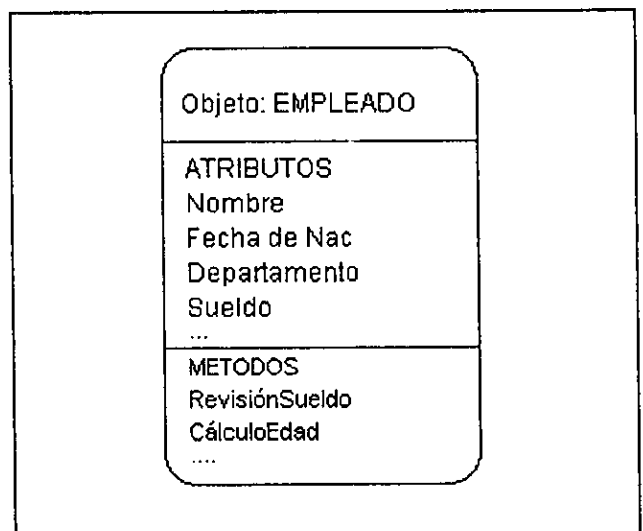 Objeto: EMPLEADO
ATRIBUTOS
Nombre
Fecha de Nac
Departamento
Sueldo
...
METODOS
RevisiónSueldo
CálculoEdad
....